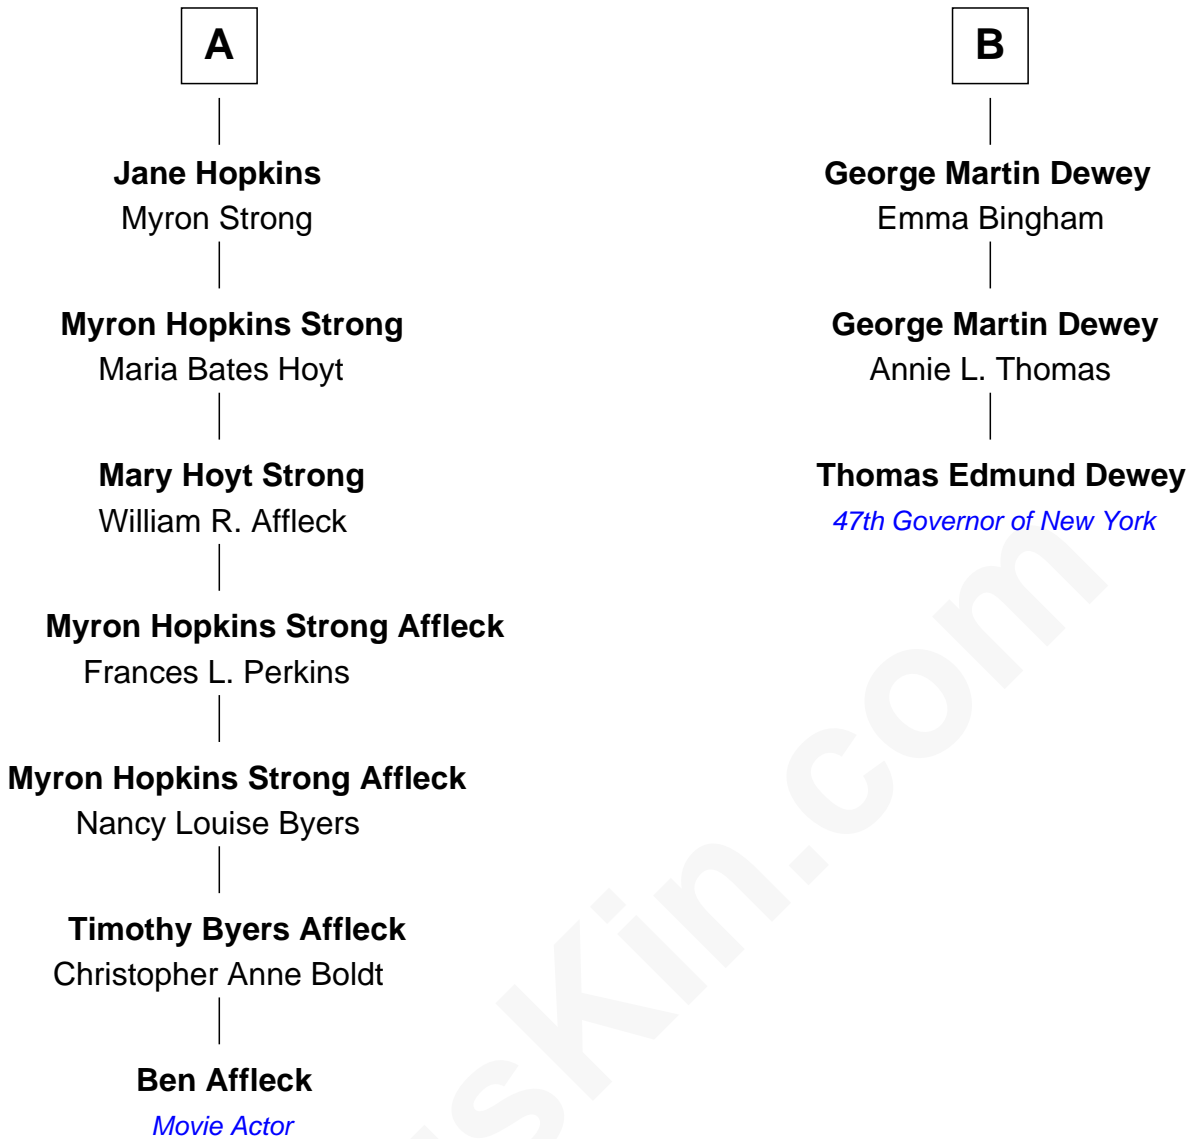 A
Jane Hopkins
Myron Strong
Myron Hopkins Strong
Maria Bates Hoyt
Mary Hoyt Strong
William R. Affleck
Myron Hopkins Strong Affleck
Frances L. Perkins
Myron Hopkins Strong Affleck
Nancy Louise Byers
Timothy Byers Affleck
Christopher Anne Boldt
Ben Affleck
Movie Actor
B
George Martin Dewey
Emma Bingham
George Martin Dewey
Annie L. Thomas
Thomas Edmund Dewey
47th Governor of New York
sKin.com